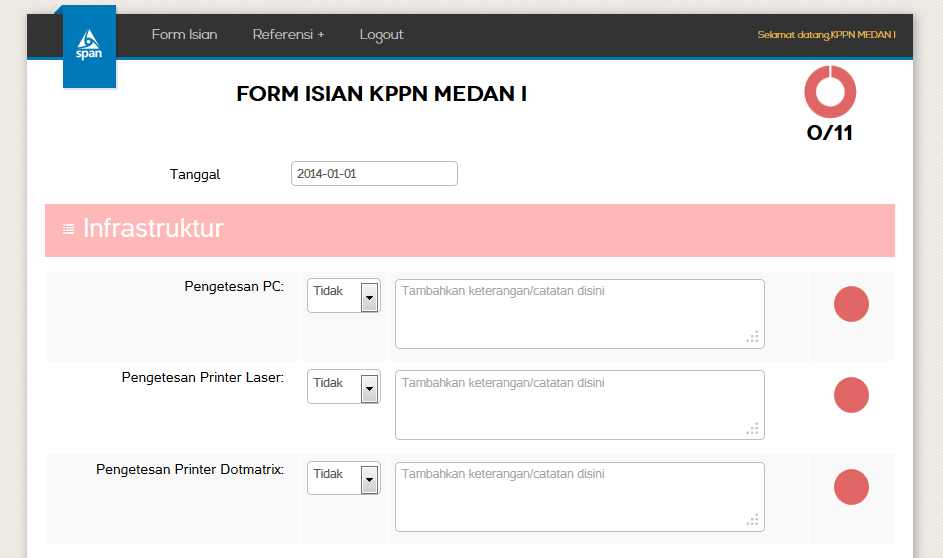 span
Form Isian Referensi + Logout
Selamat datang,KPPN MEDAN I
FORM ISIAN KPPN MEDAN I
0/11
Tanggal 2014-01-01
Infrastruktur
Pengetesan PC: Tidak Tambahkan keterangan/catatan disini
Pengetesan Printer Laser: Tidak Tambahkan keterangan/catatan disini
Pengetesan Printer Dotmatrix: Tidak Tambahkan keterangan/catatan disini